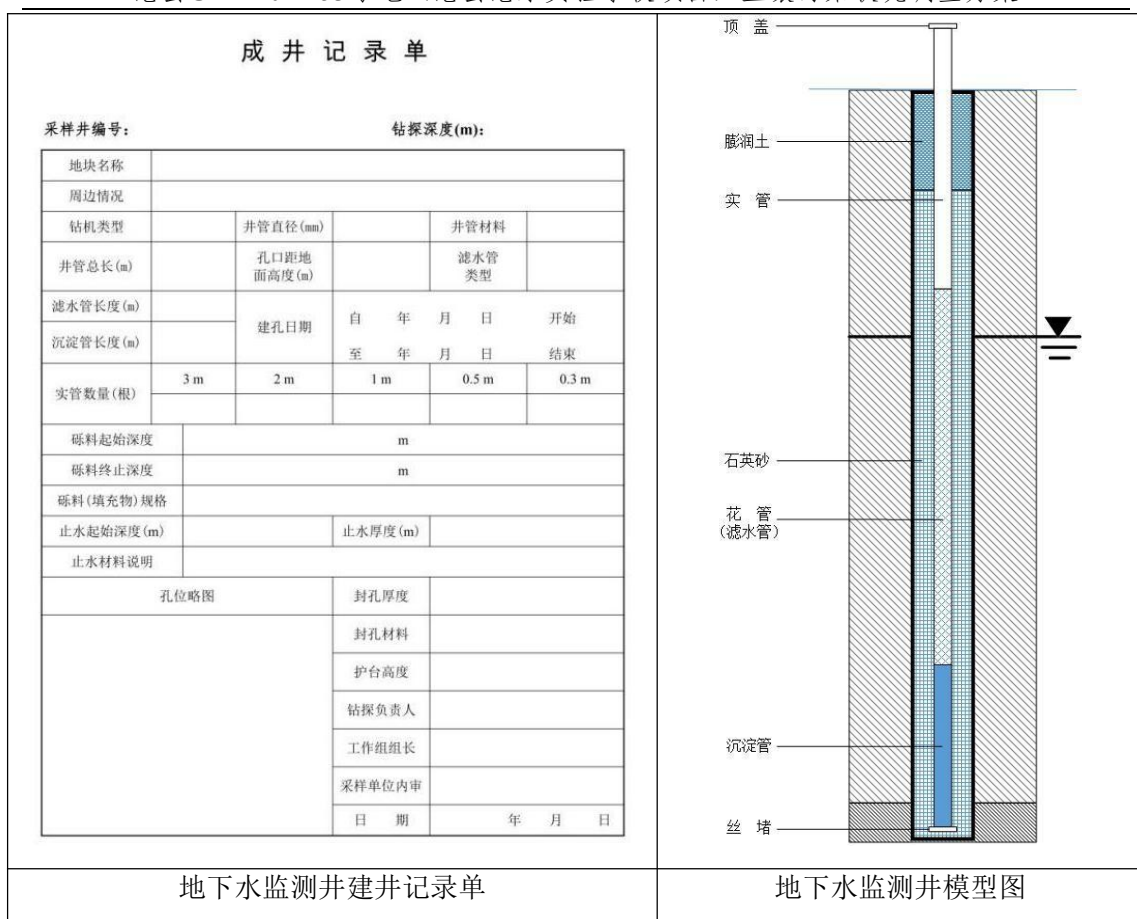 成 井 记 录 单
采样井编号: 钻探深度(m):
地块名称
周边情况
钻机类型 井管直径(mm) 井管材料
井管总长(m) 孔口距地面高度(m) 滤水管类型
滤水管长度(m) 建孔日期 自 年 月 日 开始
沉淀管长度(m) 至 年 月 日 结束
实管数量(根) 3 m 2 m 1 m 0.5 m 0.3 m
砾料起始深度 m
砾料终止深度 m
砾料(填充物)规格
止水起始深度(m) 止水厚度(m)
止水材料说明
孔位略图 封孔厚度
封孔材料
护台高度
钻探负责人
工作组组长
采样单位内审
日 期 年 月 日
顶 盖
膨润土
实 管
石英砂
花 管
(滤水管)
沉淀管
丝 堵
地下水监测井建井记录单 地下水监测井模型图